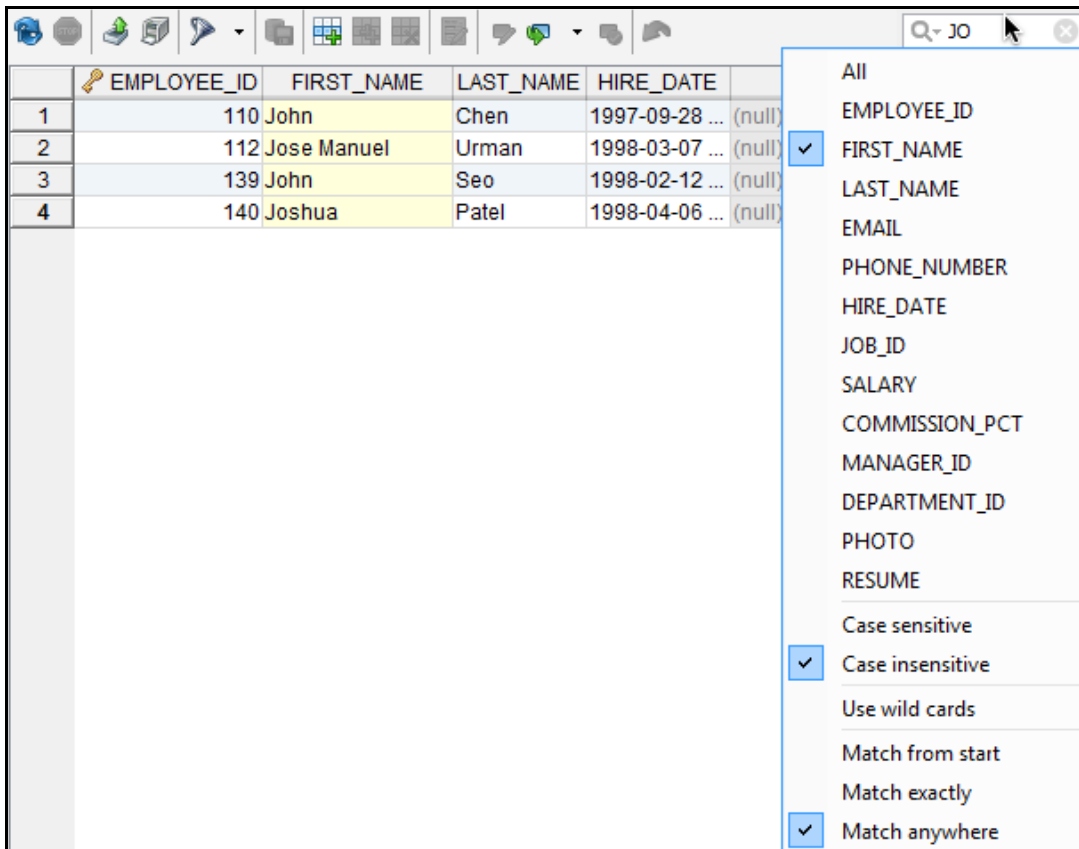 JO
EMPLOYEE_ID FIRST_NAME LAST_NAME HIRE_DATE
1 110 John Chen 1997-09-28 ... (null)
2 112 Jose Manuel Urman 1998-03-07 ... (null)
3 139 John Seo 1998-02-12 ... (null)
4 140 Joshua Patel 1998-04-06 ... (null)
All
EMPLOYEE_ID
FIRST_NAME
LAST_NAME
EMAIL
PHONE_NUMBER
HIRE_DATE
JOB_ID
SALARY
COMMISSION_PCT
MANAGER_ID
DEPARTMENT_ID
PHOTO
RESUME
Case sensitive
Case insensitive
Use wild cards
Match from start
Match exactly
Match anywhere